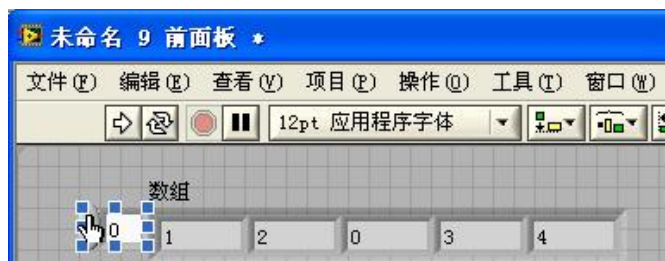 未命名 9 前面板 *
文件(F) 编辑(E) 查看(V) 项目(P) 操作(O) 工具(T) 窗口(W)
12pt 应用程序字体
数组
0 1 2 0 3 4